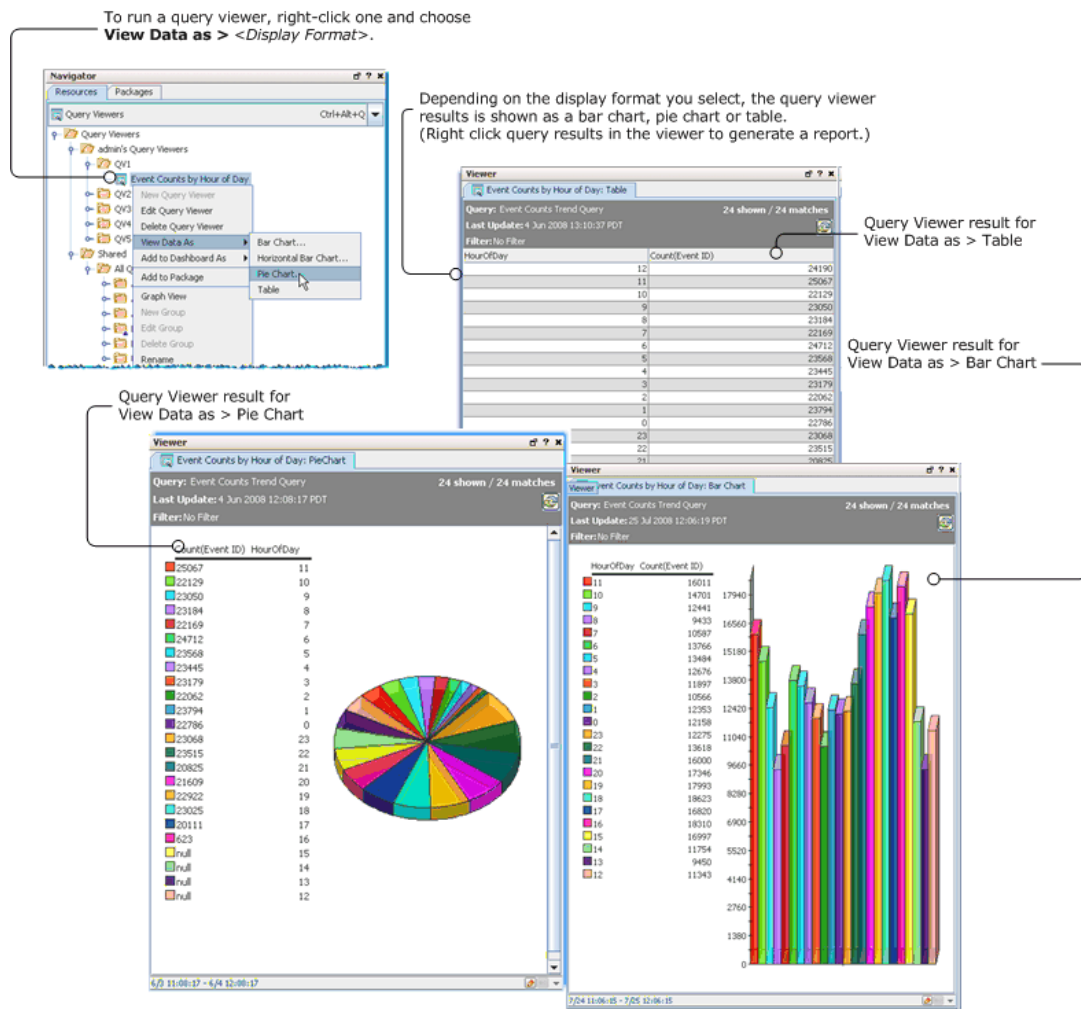 To run a query viewer, right-click one and choose
View Data as > <Display Format>.
Navigator
Resources
Packages
Query Viewers
Ctrl+Alt+Q
Query Viewers
admin's Query Viewers
QV1
Event Counts by Hour of Day
QV2
QV3
QV4
QV5
Shared
All Q
New Query Viewer
Edit Query Viewer
Delete Query Viewer
View Data As
Add to Dashboard As
Add to Package
Graph View
New Group
Edit Group
Delete Group
Rename
Bar Chart...
Horizontal Bar Chart...
Pie Chart...
Table
Depending on the display format you select, the query viewer
results is shown as a bar chart, pie chart or table.
(Right click query results in the viewer to generate a report.)
Viewer
Event Counts by Hour of Day: Table
Query: Event Counts Trend Query 24 shown / 24 matches
Last Update: 4 Jun 2008 13:10:37 PDT
Filter: No Filter
HourOfDay Count(Event ID)
12 24190
11 25067
10 22129
9 23050
8 23184
7 22169
6 24712
5 23568
4 23445
3 23179
2 22062
1 23794
0 22786
23 23068
22 23515
21 20825
Query Viewer result for
View Data as > Table
Query Viewer result for
View Data as > Bar Chart
Query Viewer result for
View Data as > Pie Chart
Viewer
Event Counts by Hour of Day: PieChart
Query: Event Counts Trend Query 24 shown / 24 matches
Last Update: 4 Jun 2008 12:08:17 PDT
Filter: No Filter
Count(Event ID) HourOfDay
25067 11
22129 10
23050 9
23184 8
22169 7
24712 6
23568 5
23445 4
23179 3
22062 2
23794 1
22786 0
23068 23
23515 22
20825 21
21609 20
22922 19
23025 18
20111 17
623 16
null 15
null 14
null 13
null 12
6/3 11:08:17 - 6/4 12:08:17
Viewer
Viewer
ent Counts by Hour of Day: Bar Chart
Query: Event Counts Trend Query 24 shown / 24 matches
Last Update: 25 Jul 2008 12:06:19 PDT
Filter: No Filter
HourOfDay Count(Event ID)
11 16011
10 14701
9 12441
8 9433
7 10587
6 13766
5 13484
4 12676
3 11897
2 10566
1 12353
0 12158
23 12275
22 13618
21 16000
20 17346
19 17993
18 18623
17 16820
16 18310
15 16997
14 11754
13 9450
12 11343
17940
16560
15180
13800
12420
11040
9660
8280
6900
5520
4140
2760
1380
0
7/24 11:06:15 - 7/25 12:06:15